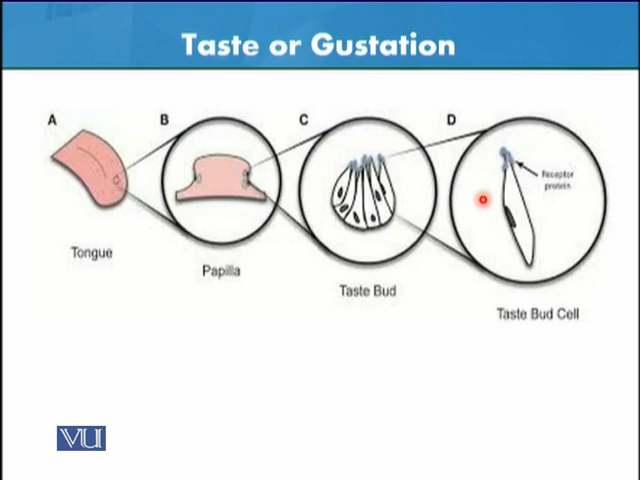 Taste or Gustation
A
B
C
D
Receptor
protein
Tongue
Papilla
Taste Bud
Taste Bud Cell
VU